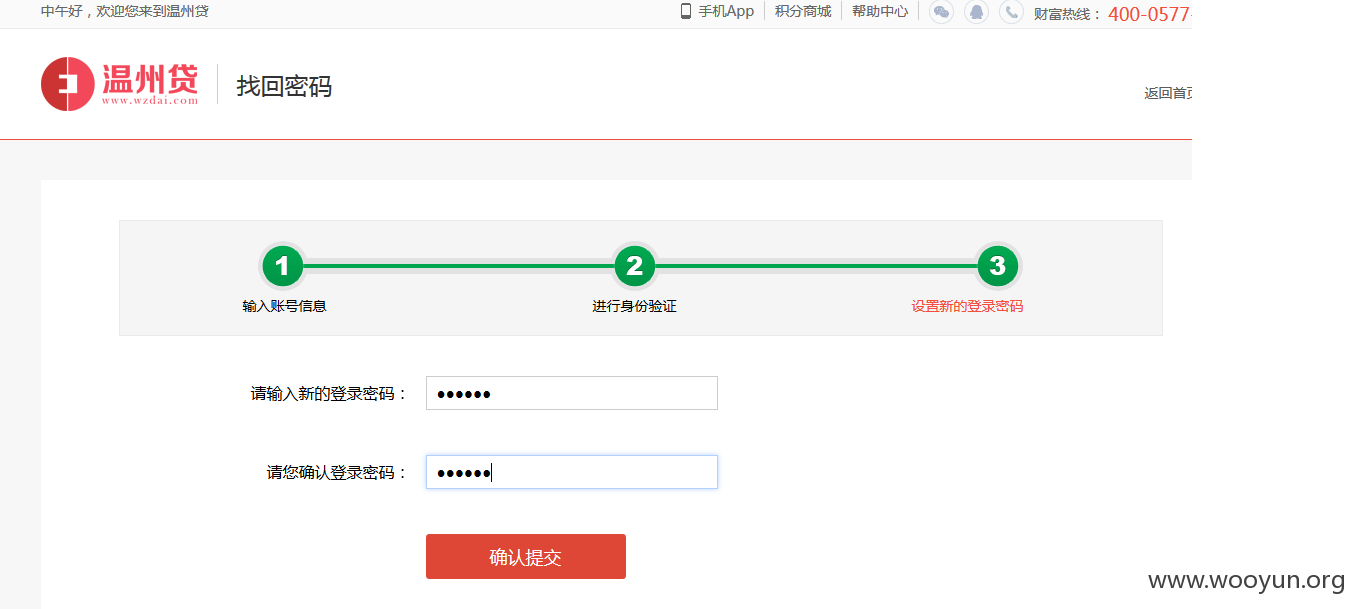 中午好，欢迎您来到温州贷 手机App 积分商城 帮助中心 财富热线： 400-0577-
温州贷
www.wzdai.com
找回密码
返回首页
1 2 3
输入账号信息 进行身份验证 设置新的登录密码
请输入新的登录密码： ●●●●●●
请您确认登录密码： ●●●●●●
确认提交
www.wooyun.org